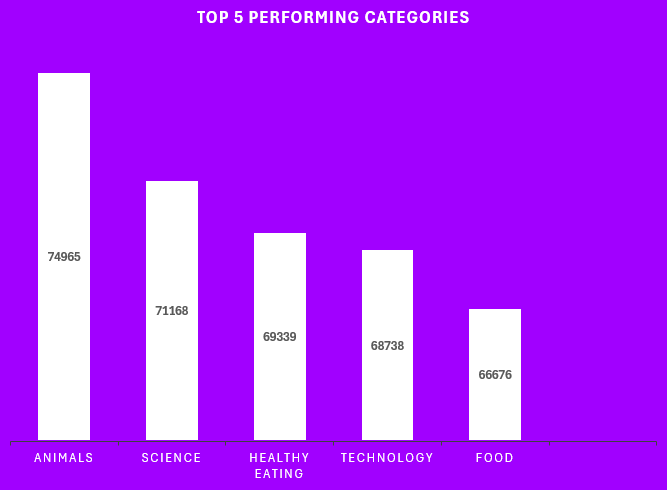 TOP 5 PERFORMING CATEGORIES
74965
71168
69339
68738
66676
ANIMALS
SCIENCE
HEALTHY
EATING
TECHNOLOGY
FOOD